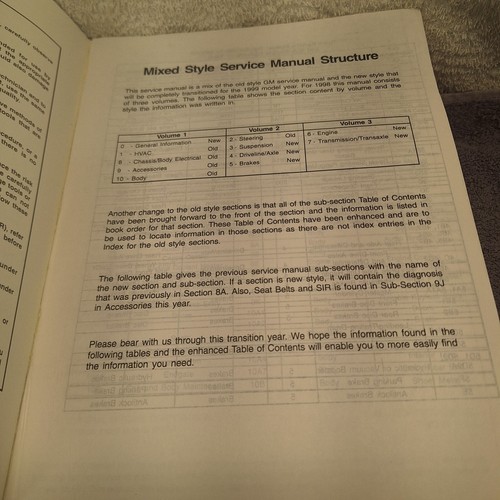 carefully observe
Mixed Style Service Manual Structure
This service manual is a mix of the old style GM service manual and the new style that
will be completely transitioned for the 1999 model year. For 1998 this manual consists
of three volumes. The following table shows the section content by volume and the
style the information was written in.
Volume 1 Volume 2 Volume 3
0 - General Information New 2 - Steering Old 6 - Engine New
1 - HVAC Old 3 - Suspension New 7 - Transmission/Transaxle New
8 - Chassis/Body Electrical Old 4 - Driveline/Axle New
9 - Accessories Old 5 - Brakes New
10 - Body Old
Another change to the old style sections is that all of the sub-section Table of Contents
have been brought forward to the front of the section and the information is listed in
book order for that section. These Table of Contents have been enhanced and are to
be used to locate information in those sections as there are not index entries in the
Index for the old style sections.
The following table gives the previous service manual sub-sections with the name of
the new section and sub-section. If a section is new style, it will contain the diagnosis
that was previously in Section 8A. Also, Seat Belts and SIR is found in Sub-Section 9J
in Accessories this year.
Please bear with us through this transition year. We hope the information found in the
following tables and the enhanced Table of Contents will enable you to more easily find
the information you need.